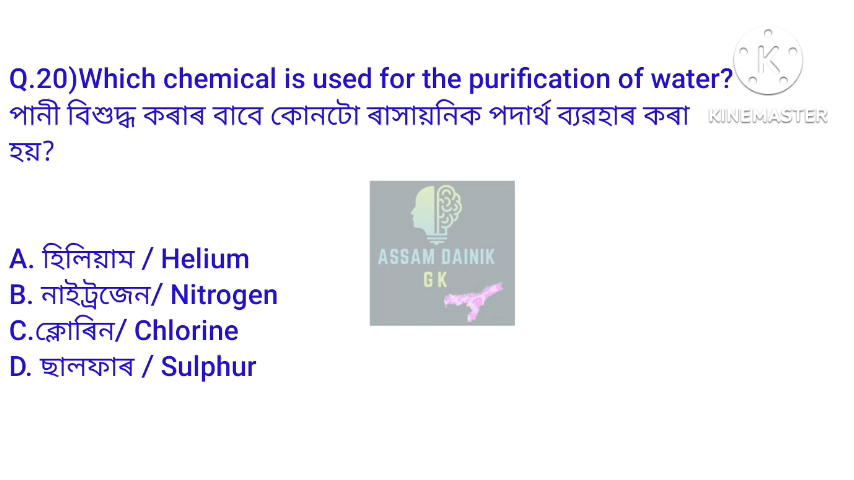 Q.20)Which chemical is used for the purification of water?
পানী বিশুদ্ধ কৰাৰ বাবে কোনটো ৰাসায়নিক পদাৰ্থ ব্যৱহাৰ কৰা
হয়?
KINEMASTER
A. হিলিয়াম / Helium
B. নাইট্ৰজেন/ Nitrogen
C.ক্লোৰিন/ Chlorine
D. ছালফাৰ / Sulphur
ASSAM DAINIK
GK